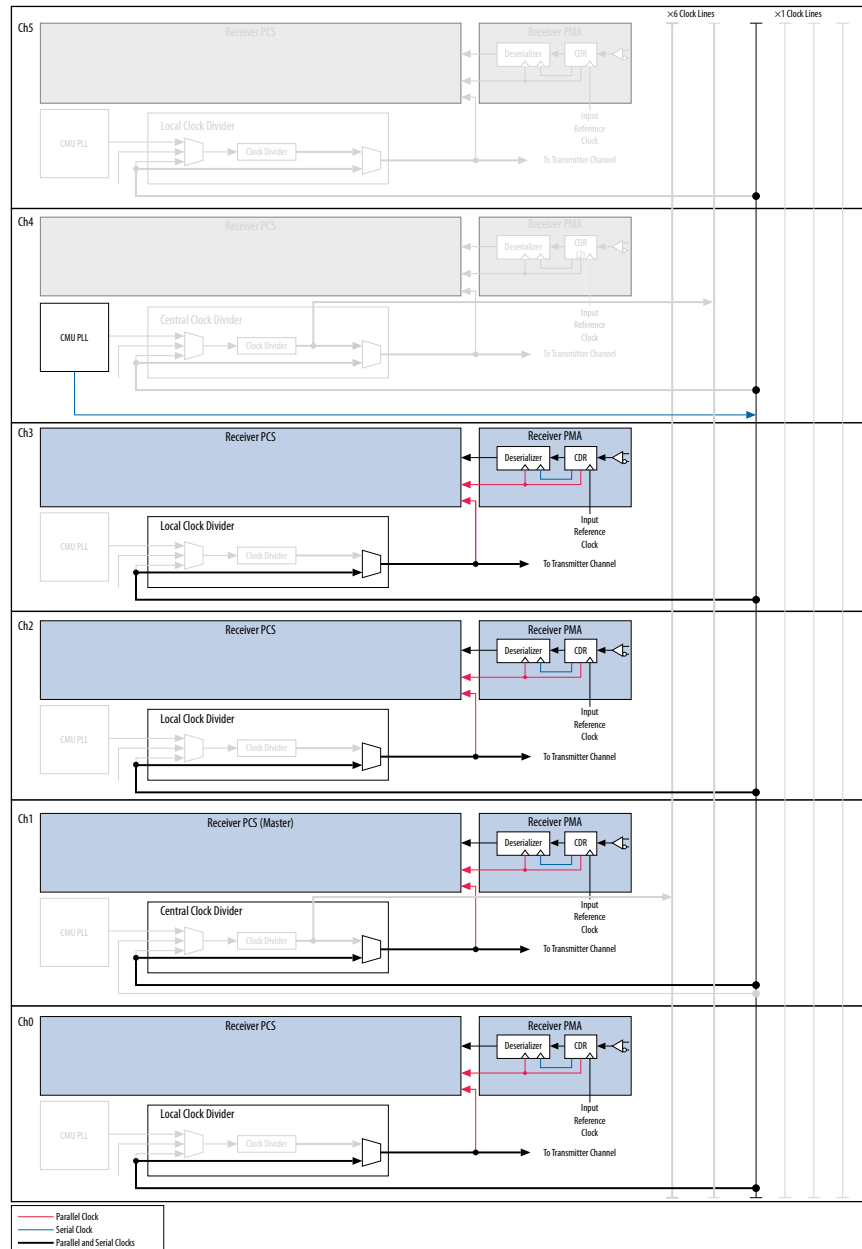 ×6 Clock Lines
×1 Clock Lines
Ch5
Receiver PCS
Receiver PMA
Deserializer
CDR
Input
Reference
Clock
Local Clock Divider
CMU PLL
Clock Divider
To Transmitter Channel
Ch4
Receiver PCS
Receiver PMA
Deserializer
CDR
(2)
Input
Reference
Clock
Central Clock Divider
CMU PLL
Clock Divider
To Transmitter Channel
Ch3
Receiver PCS
Receiver PMA
Deserializer
CDR
Input
Reference
Clock
Local Clock Divider
CMU PLL
Clock Divider
To Transmitter Channel
Ch2
Receiver PCS
Receiver PMA
Deserializer
CDR
Input
Reference
Clock
Local Clock Divider
CMU PLL
Clock Divider
To Transmitter Channel
Ch1
Receiver PCS (Master)
Receiver PMA
Deserializer
CDR
Input
Reference
Clock
Central Clock Divider
CMU PLL
Clock Divider
To Transmitter Channel
Ch0
Receiver PCS
Receiver PMA
Deserializer
CDR
Input
Reference
Clock
Local Clock Divider
CMU PLL
Clock Divider
To Transmitter Channel
Parallel Clock
Serial Clock
Parallel and Serial Clocks